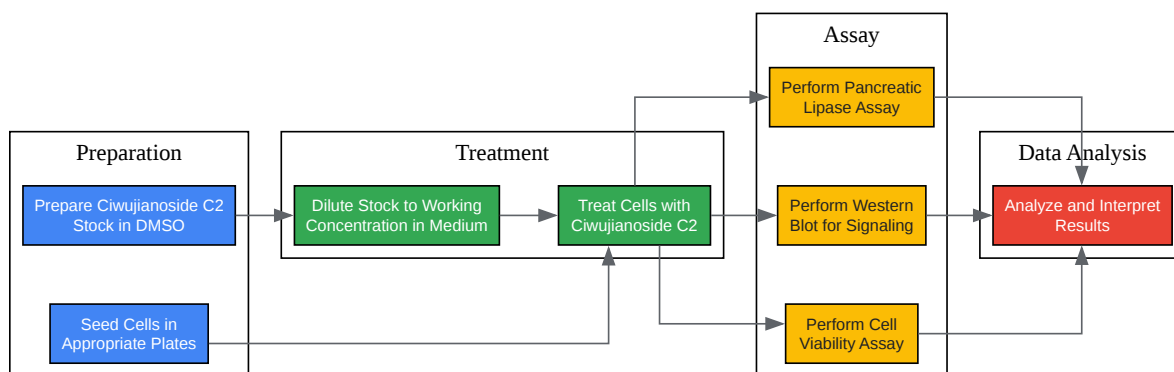 Preparation
Prepare Ciwujianoside C2
Stock in DMSO
Seed Cells in
Appropriate Plates
Treatment
Dilute Stock to Working
Concentration in Medium
Treat Cells with
Ciwujianoside C2
Assay
Perform Pancreatic
Lipase Assay
Perform Western
Blot for Signaling
Perform Cell
Viability Assay
Data Analysis
Analyze and Interpret
Results